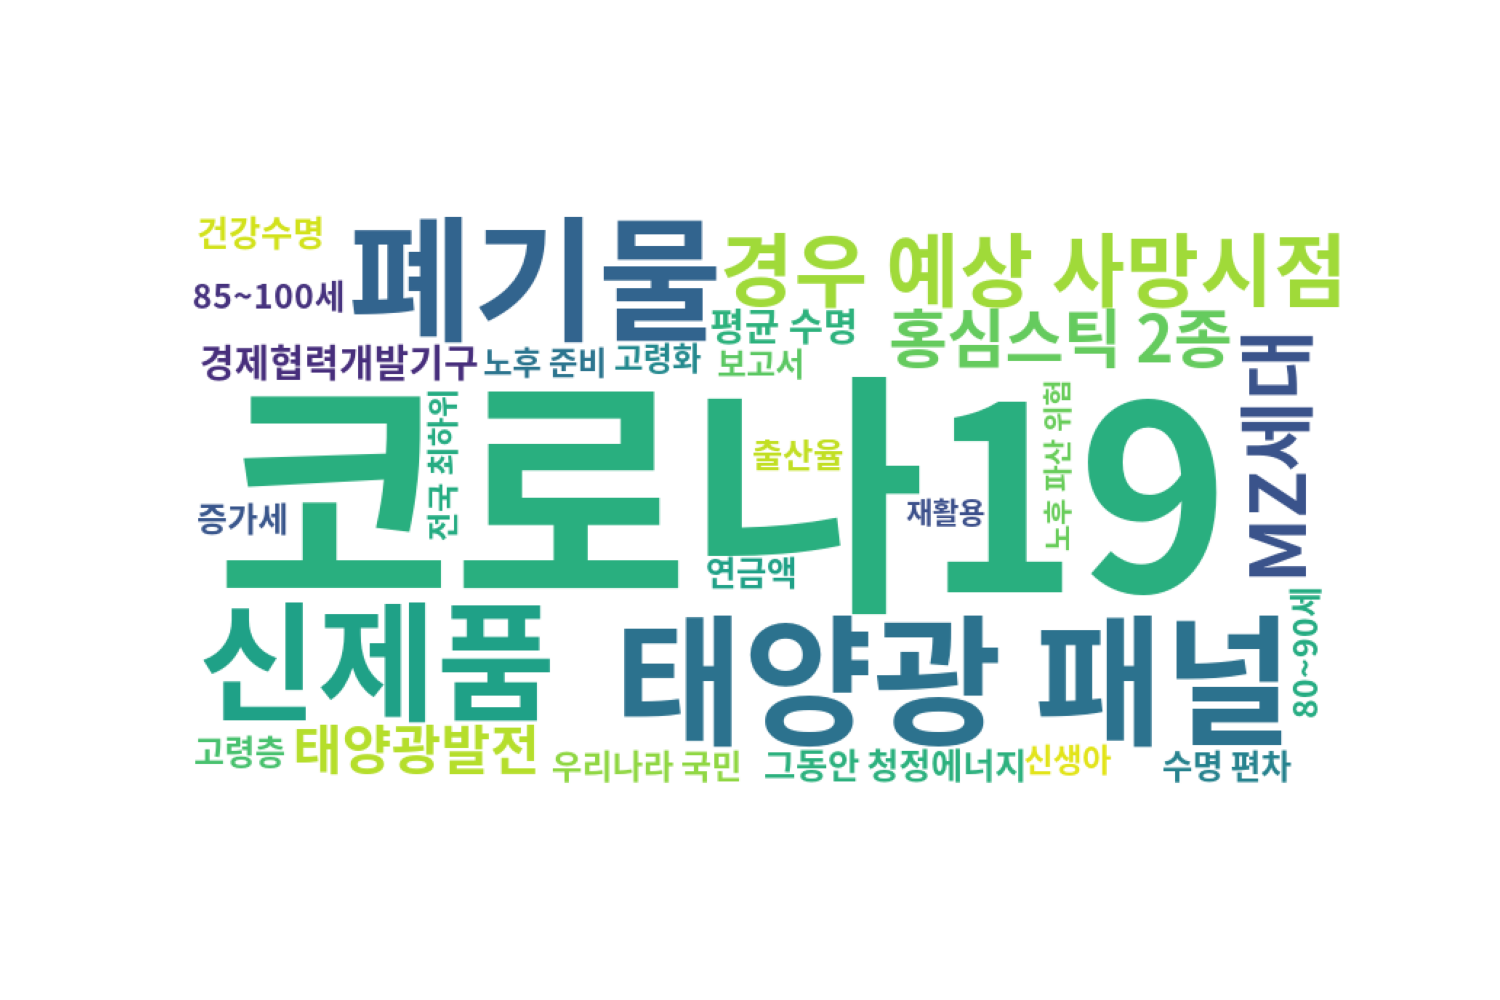 건강수명
폐기물
경우 예상 사망시점
85~100세
평균 수명
홍심스틱 2종
경제협력개발기구
노후 준비
고령화
보고서
MZ세대
코로나19
전국 최하위
출산율
노후 파산 위험
증가세
재활용
연금액
80~90세
신제품
태양광 패널
고령층
태양광발전
우리나라 국민
그동안 청정에너지
신생아
수명 편차